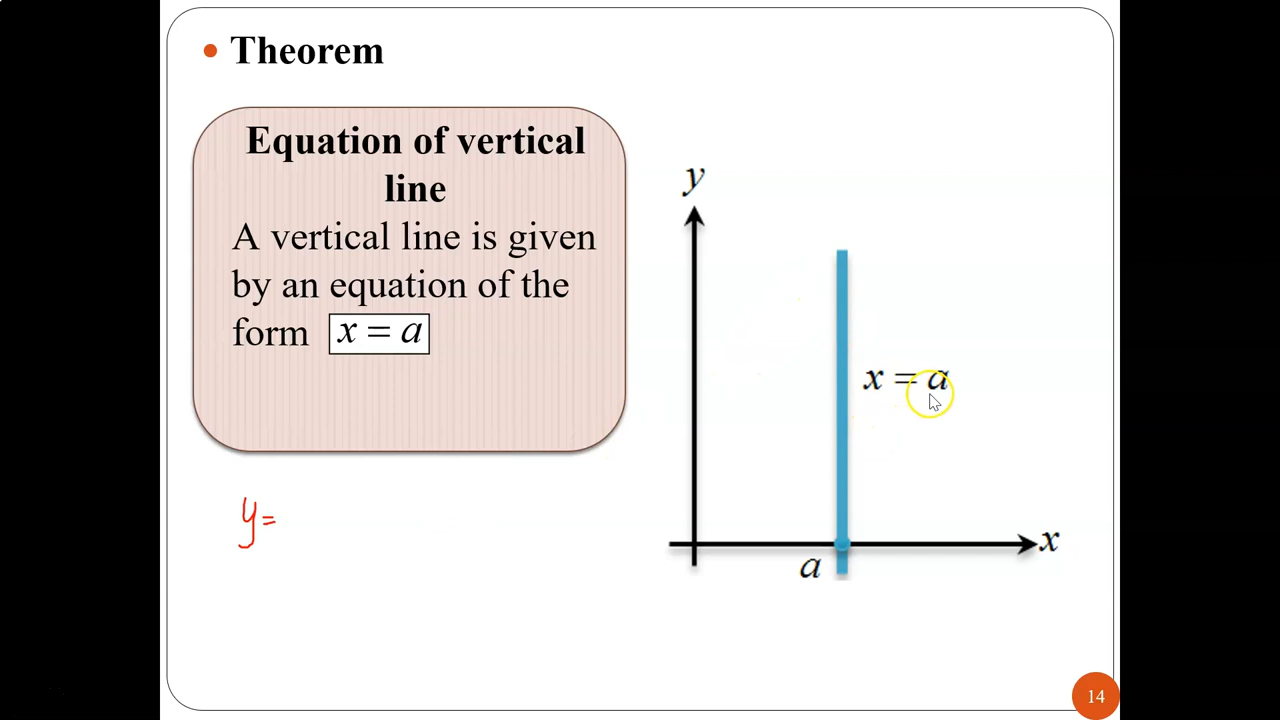 Theorem
Equation of vertical
line
A vertical line is given
by an equation of the
form x = a
y=
y
x = a
x
a
14